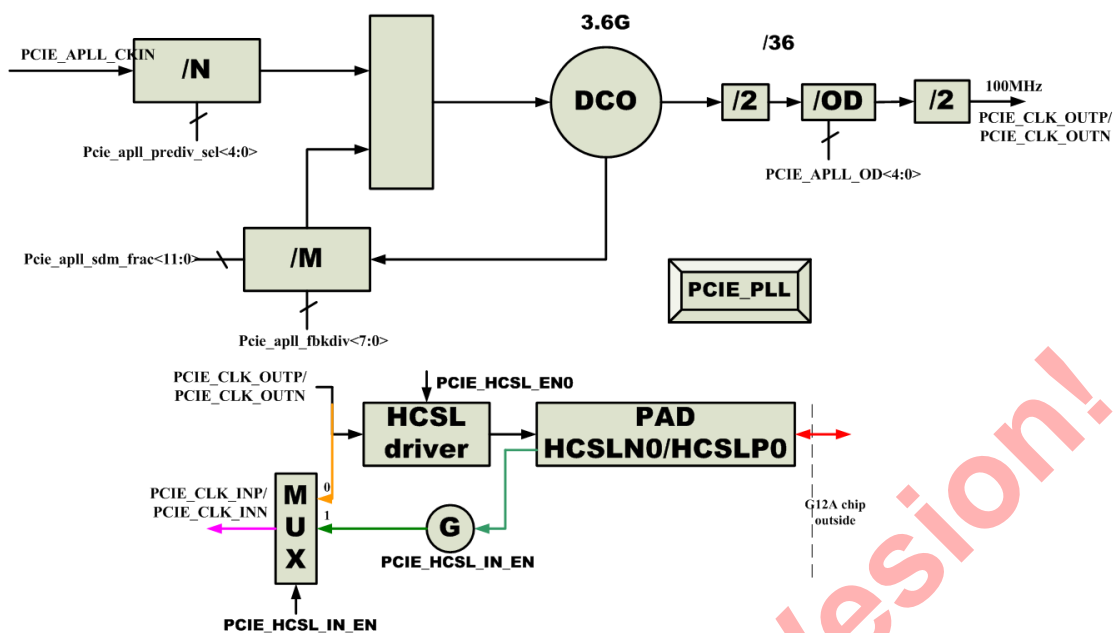 3.6G
/36
PCIE_APLL_CKIN
/N
DCO
/2
/OD
/2
100MHz
PCIE_CLK_OUTP/
PCIE_CLK_OUTN
Pcie_apll_prediv_sel<4:0>
PCIE_APLL_OD<4:0>
Pcie_apll_sdm_frac<11:0>
/M
PCIE_PLL
Pcie_apll_fbkdiv<7:0>
PCIE_CLK_OUTP/
PCIE_CLK_OUTN
PCIE_HCSL_EN0
HCSL
driver
PAD
HCSLN0/HCSLP0
PCIE_CLK_INP/
PCIE_CLK_INN
M
U
X
0
1
G
G12A chip
outside
PCIE_HCSL_IN_EN
PCIE_HCSL_IN_EN
Vesion!